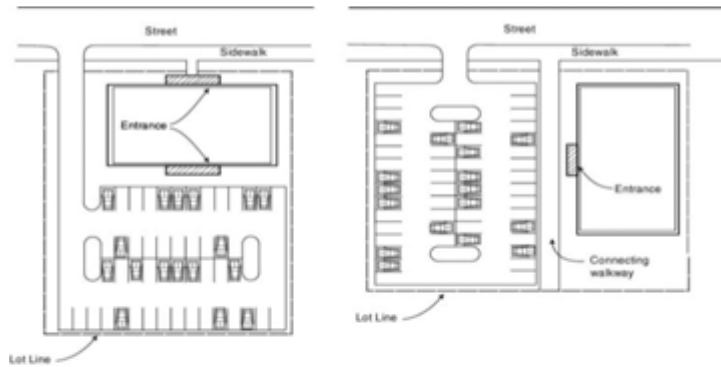 Street
Sidewalk
Entrance
Lot Line
Street
Sidewalk
Entrance
Connecting
walkway
Lot Line